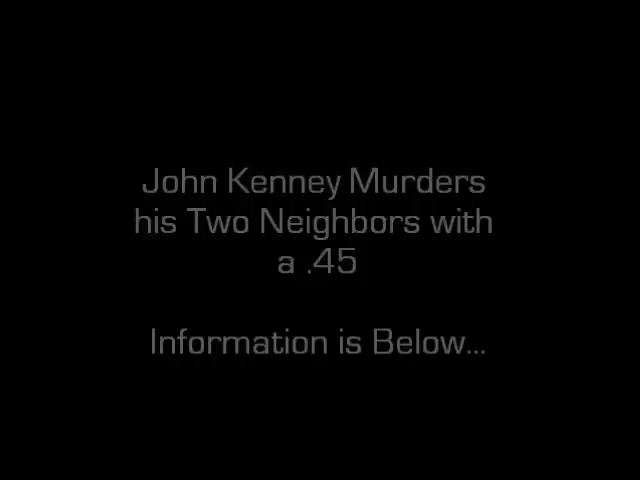 John Kenney Murders
his Two Neighbors with
a .45
Information is Below...